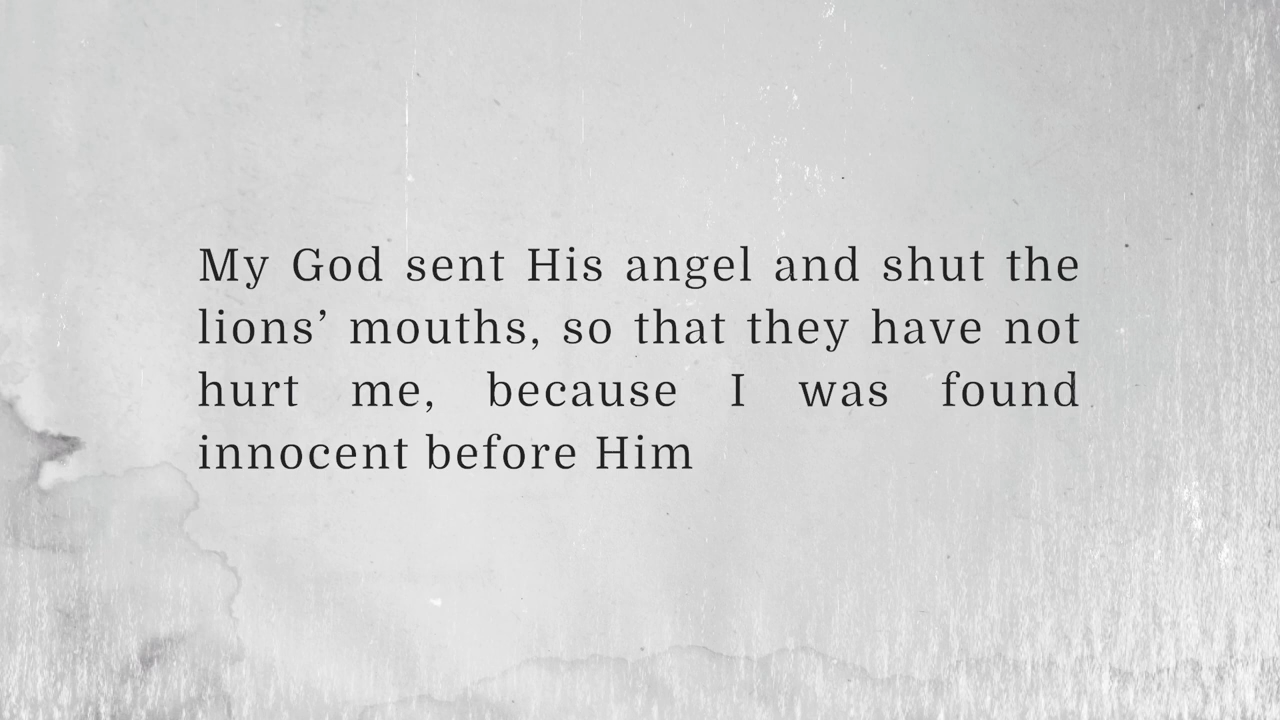 My God sent His angel and shut the
lions’ mouths, so that they have not
hurt me, because I was found
innocent before Him